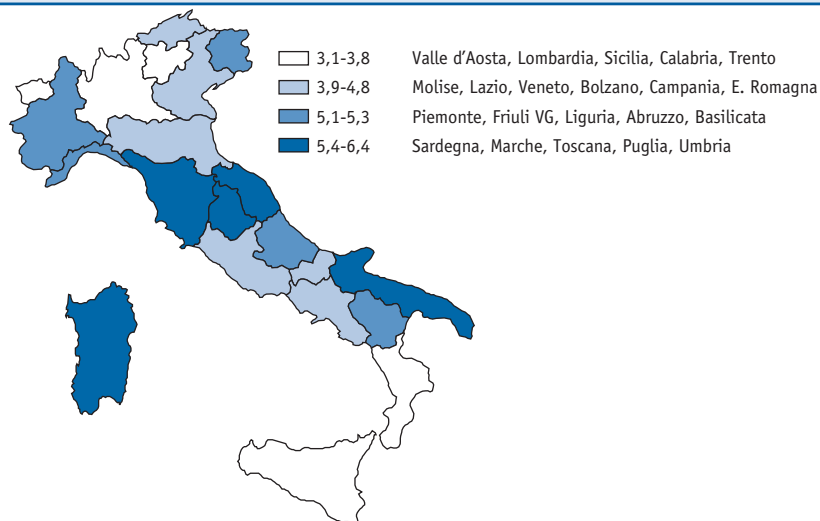 3,1-3,8 Valle d'Aosta, Lombardia, Sicilia, Calabria, Trento
3,9-4,8 Molise, Lazio, Veneto, Bolzano, Campania, E. Romagna
5,1-5,3 Piemonte, Friuli VG, Liguria, Abruzzo, Basilicata
5,4-6,4 Sardegna, Marche, Toscana, Puglia, Umbria